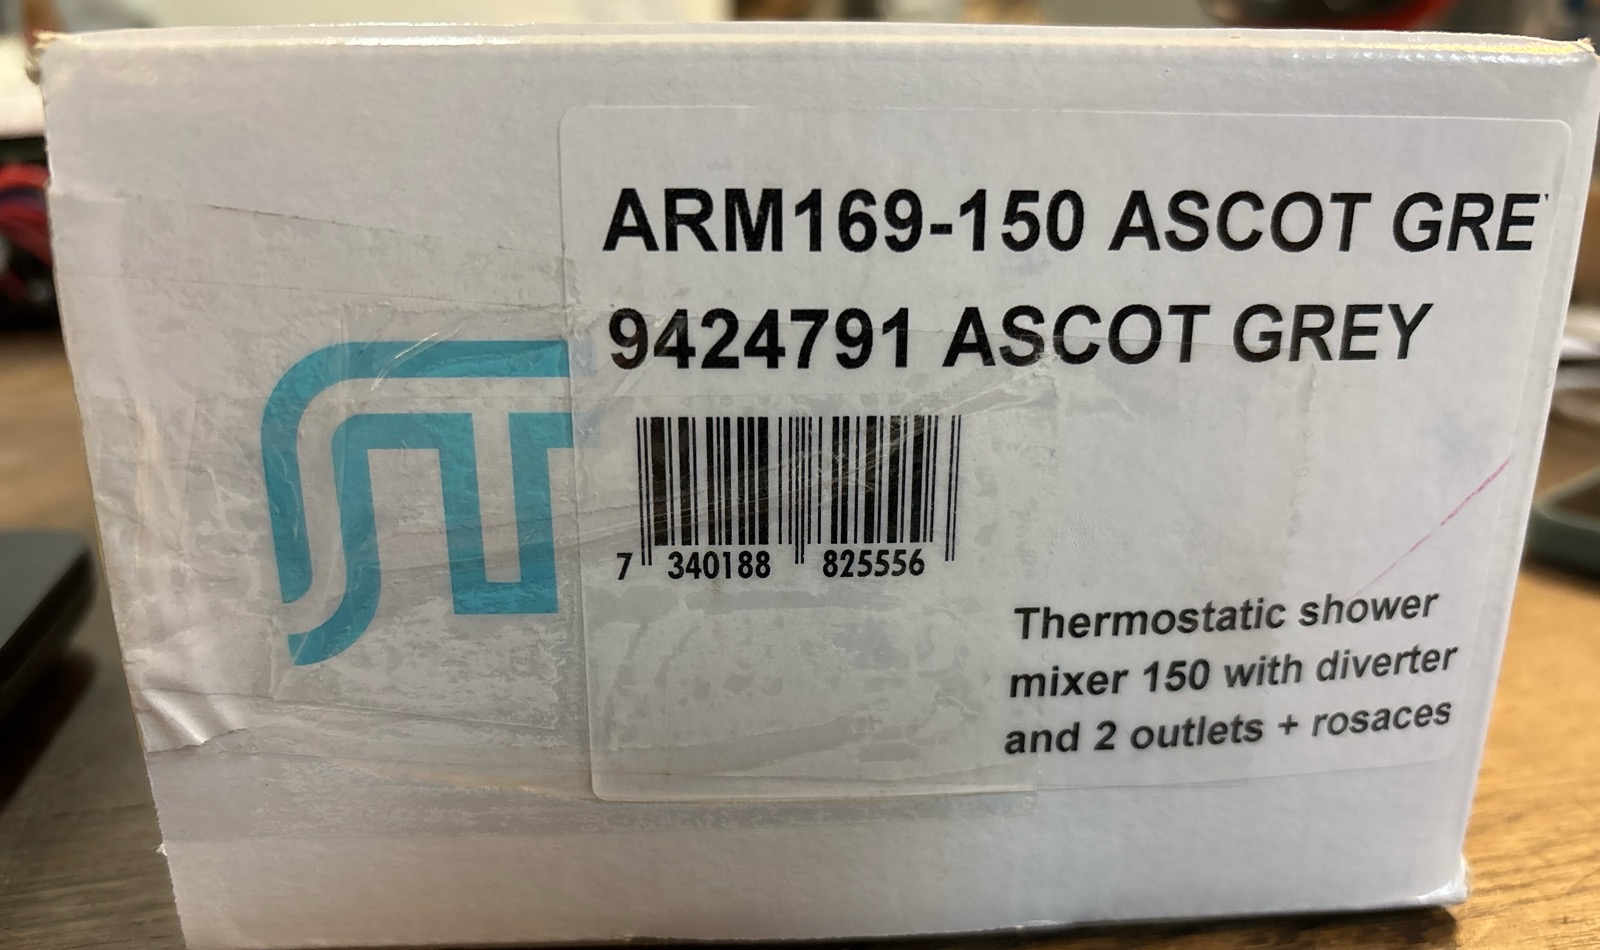 ARM169-150 ASCOT GREY
9424791 ASCOT GREY
7 340188 825556
Thermostatic shower
mixer 150 with diverter
and 2 outlets + rosaces